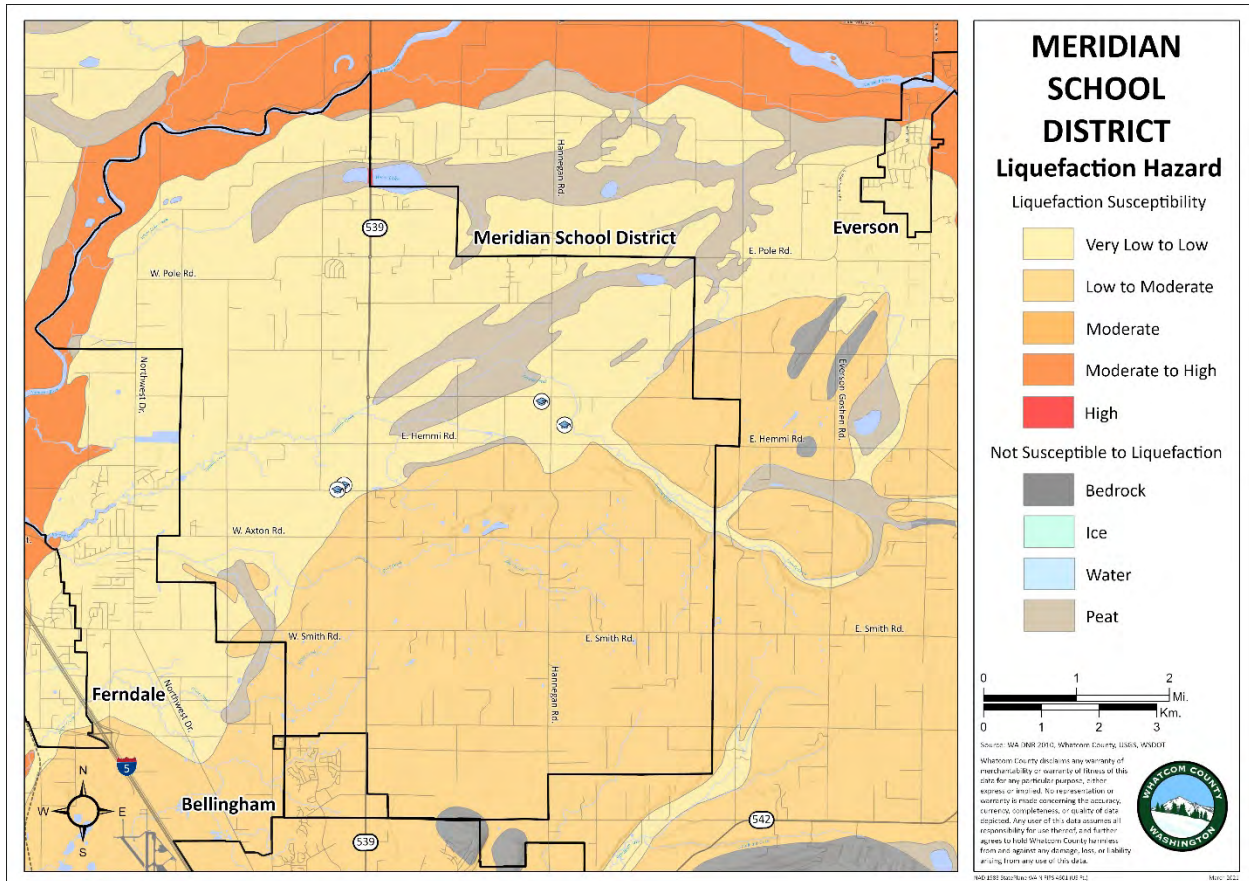 MERIDIAN
SCHOOL
DISTRICT
Liquefaction Hazard
Liquefaction Susceptibility
Very Low to Low
Low to Moderate
Moderate
Moderate to High
High
Not Susceptible to Liquefaction
Bedrock
Ice
Water
Peat
0 1 2
Mi.
Km.
0 1 2 3
Source: WA DNR 2010, Whatcom County, USGS, WSDOT
Whatcom County disclaims any warranty of
merchantability or warranty of fitness of this
data for any particular purpose, either
express or implied. No representation or
warranty is made concerning the accuracy,
currency, completeness, or quality of data
depicted. Any user of this data assumes all
responsibility for use thereof, and further
agrees to hold Whatcom County harmless
from and against any damage, loss, or liability
arising from any use of this data.
WHATCOM COUNTY
WASHINGTON
Hannegan Rd.
539
Meridian School District
Everson
W. Pole Rd.
E. Pole Rd.
Northwest Dr.
Everson Goshen Rd.
E. Hemmi Rd.
E. Hemmi Rd.
W. Axton Rd.
W. Smith Rd.
E. Smith Rd.
E. Smith Rd.
Hannegan Rd.
Ferndale
Northwest Dr.
5
N
W E
S
Bellingham
539
542